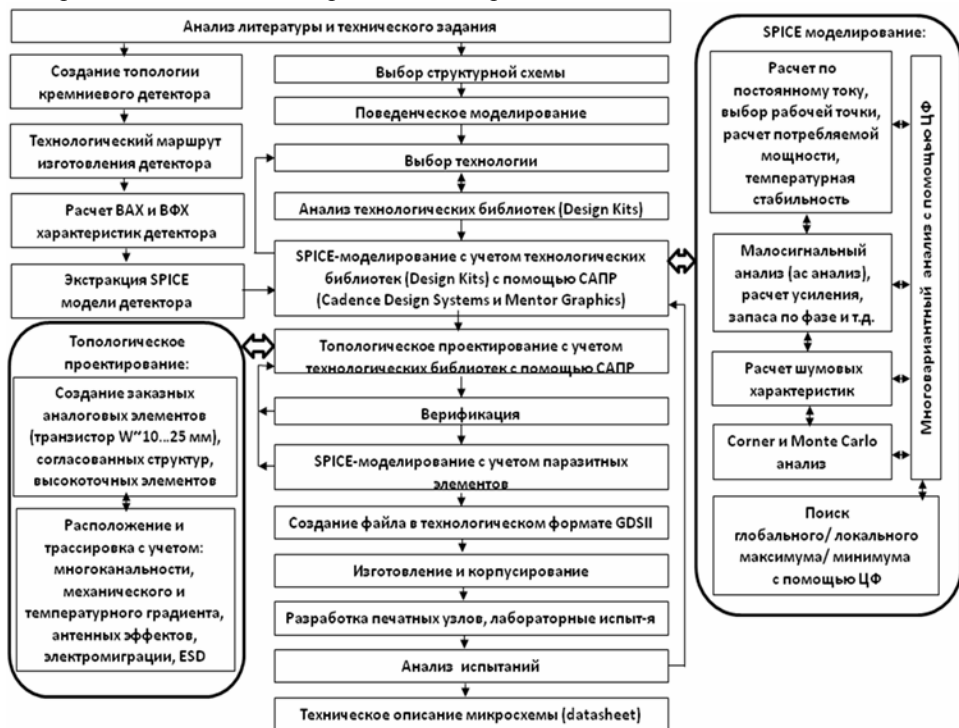 Анализ литературы и технического задания
Создание топологии
кремниевого детектора
Технологический маршрут
изготовления детектора
Расчет ВАХ и ВФХ
характеристик детектора
Экстракция SPICE
модели детектора
Выбор структурной схемы
Поведенческое моделирование
Выбор технологии
Анализ технологических библиотек (Design Kits)
SPICE-моделирование с учетом технологических
библиотек (Design Kits) с помощью САПР
(Cadence Design Systems и Mentor Graphics)
Топологическое проектирование с учетом
технологических библиотек с помощью САПР
Верификация
SPICE-моделирование с учетом паразитных
элементов
Создание файла в технологическом формате GDSII
Изготовление и корпусирование
Разработка печатных узлов, лабораторные испыт-я
Анализ испытаний
Техническое описание микросхемы (datasheet)
Топологическое
проектирование:
Создание заказных
аналоговых элементов
(транзистор W~10...25 мм),
согласованных структур,
высокоточных элементов
Расположение и
трассировка с учетом:
многоканальности,
механического и
температурного градиента,
антенных эффектов,
электромиграции, ESD
SPICE моделирование:
Расчет по
постоянному току,
выбор рабочей точки,
расчет потребляемой
мощности,
температурная
стабильность
Малосигнальный
анализ (ас анализ),
расчет усиления,
запаса по фазе и т.д.
Расчет шумовых
характеристик
Corner и Monte Carlo
анализ
Многовариантный анализ с помощью ЦФ
Поиск
глобального/ локального
максимума/ минимума
с помощью ЦФ